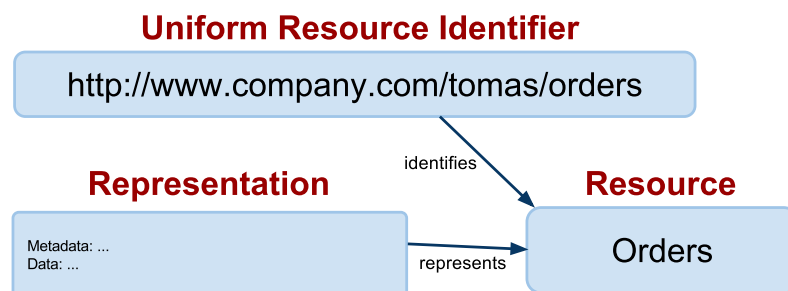 Uniform Resource Identifier
http://www.company.com/tomas/orders
identifies
Representation
Resource
Metadata: ...
Data: ...
represents
Orders